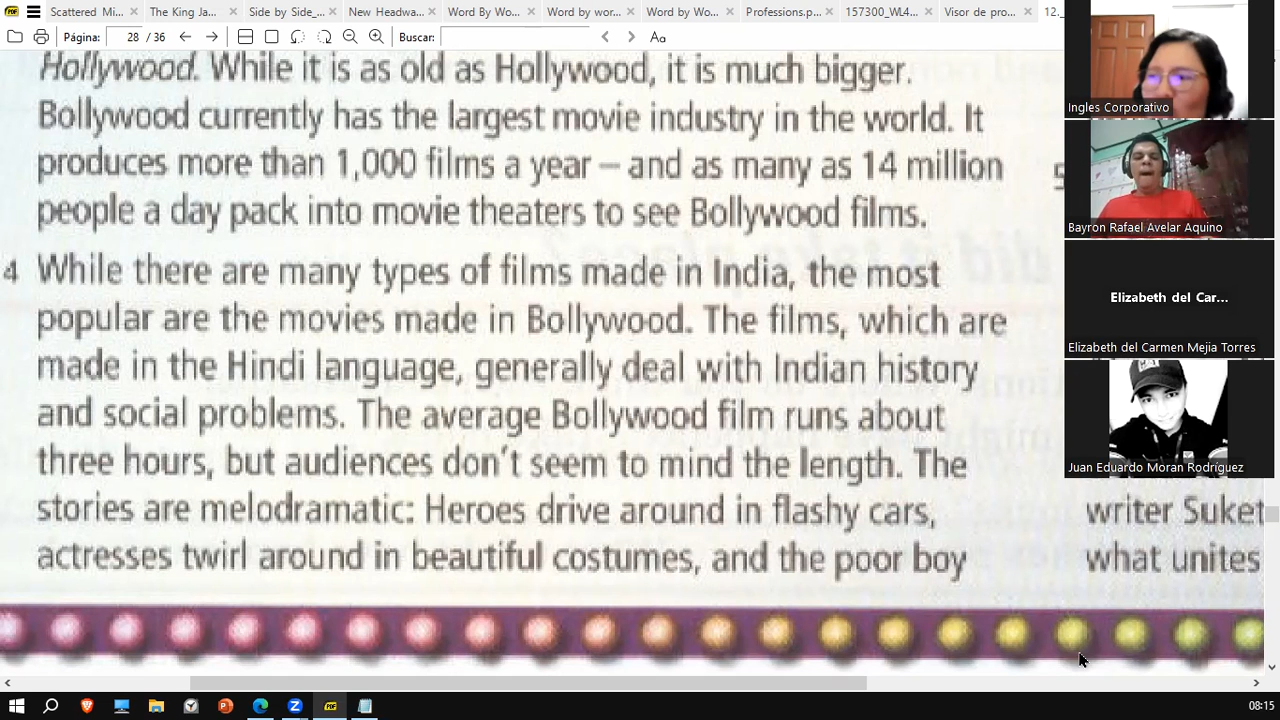 Scattered Mi...
The King Ja...
Side by Side_...
New Headwa...
Word By Wo...
Word by wor...
Word by Wo...
Professions.p...
157300_WL4...
Visor de pro...
12._
Página:
28 / 36
Buscar:
Aa
Hollywood. While it is as old as Hollywood, it is much bigger.
Bollywood currently has the largest movie industry in the world. It
produces more than 1,000 films a year – and as many as 14 million
people a day pack into movie theaters to see Bollywood films.
4 While there are many types of films made in India, the most
popular are the movies made in Bollywood. The films, which are
made in the Hindi language, generally deal with Indian history
and social problems. The average Bollywood film runs about
three hours, but audiences don't seem to mind the length. The
stories are melodramatic: Heroes drive around in flashy cars,
actresses twirl around in beautiful costumes, and the poor boy
writer Suket
what unites
Ingles Corporativo
Bayron Rafael Avelar Aquino
Elizabeth del Car...
Elizabeth del Carmen Mejia Torres
Juan Eduardo Moran Rodríguez
08:15